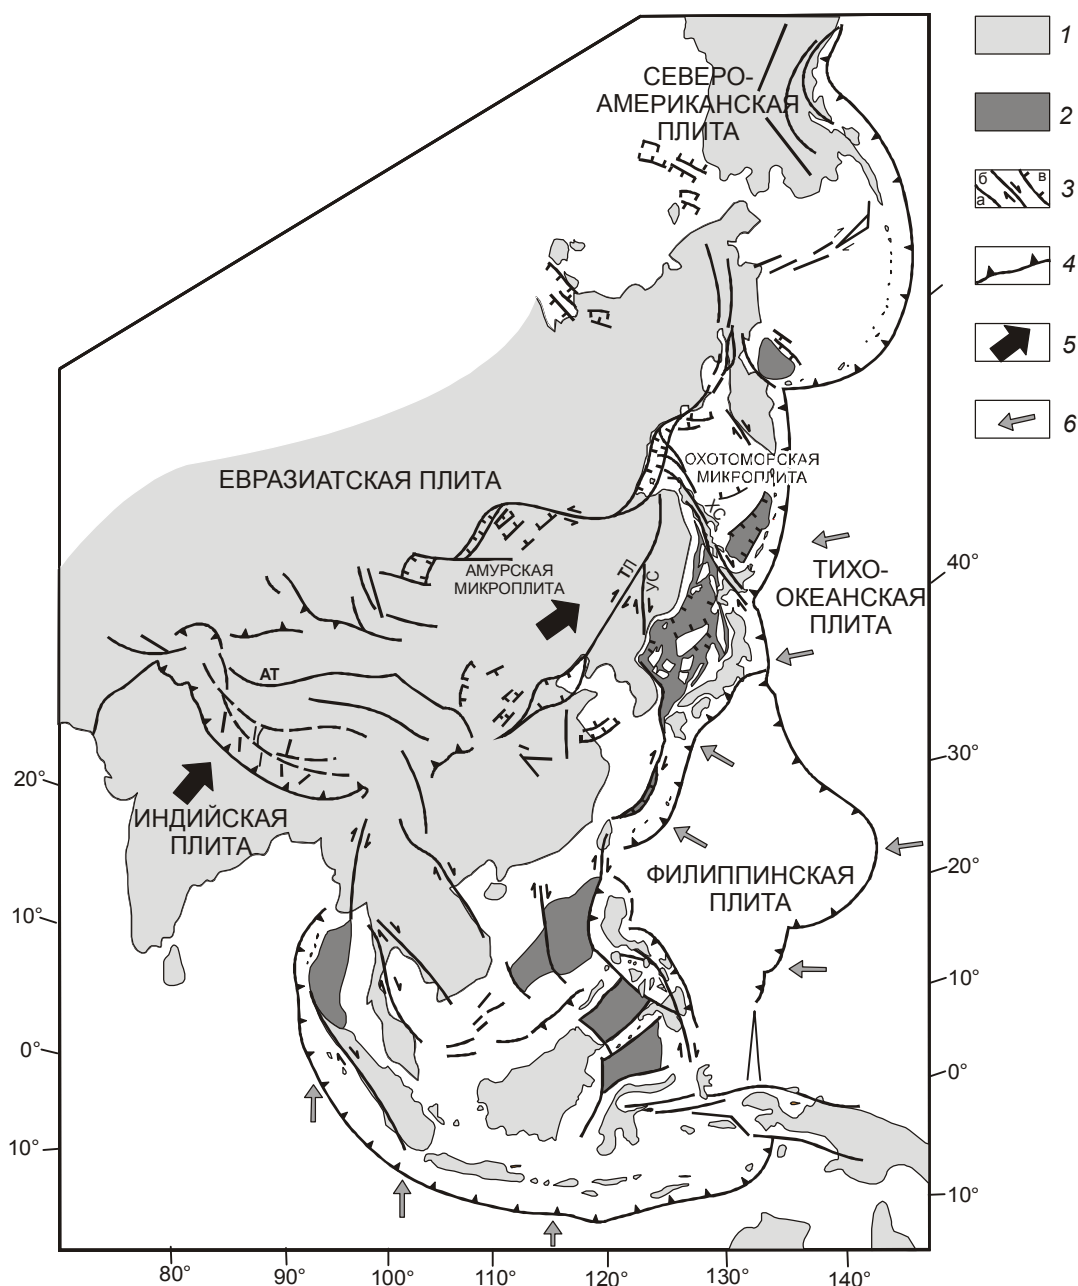 СЕВЕРО-
АМЕРИКАНСКАЯ
ПЛИТА
1
2
б
в
а
3
4
5
6
ЕВРАЗИАТСКАЯ ПЛИТА
ОХОТОМОРСКАЯ
МИКРОПЛИТА
ХС
АМУРСКАЯ
МИКРОПЛИТА
ТЛ
УС
ТИХО-
ОКЕАНСКАЯ
ПЛИТА
АТ
ИНДИЙСКАЯ
ПЛИТА
ФИЛИППИНСКАЯ
ПЛИТА
40°
30°
20°
10°
0°
10°
20°
10°
0°
10°
80°
90°
100°
110°
120°
130°
140°